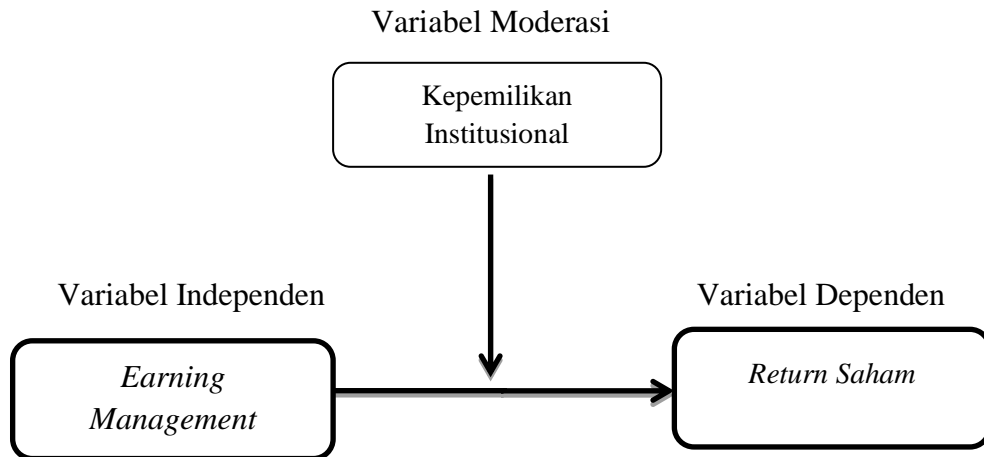 Variabel Moderasi
Kepemilikan
Institusional
Variabel Independen
Variabel Dependen
Earning
Management
Return Saham